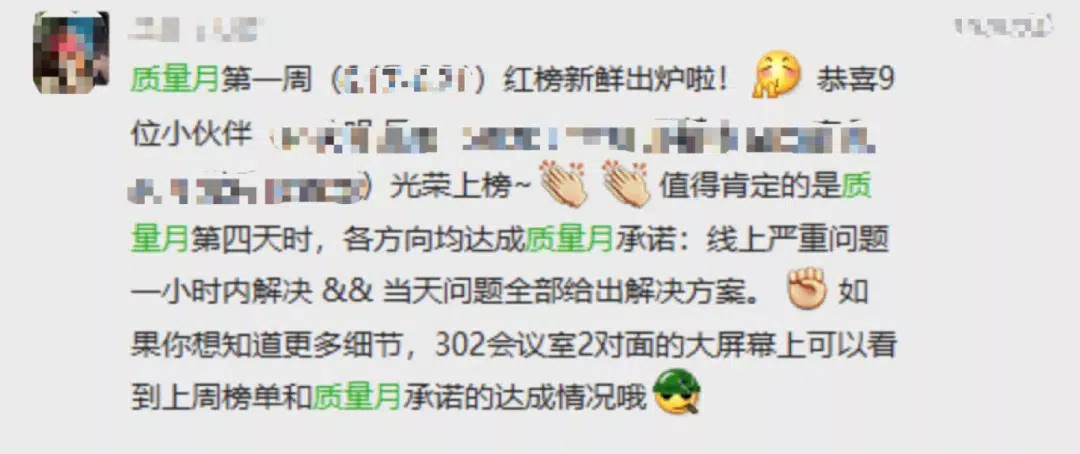 质量月第一周（）红榜新鲜出炉啦！恭喜9
位小伙伴
）光荣上榜~值得肯定的是质
量月第四天时，各方向均达成质量月承诺：线上严重问题
一小时内解决 && 当天问题全部给出解决方案。如
果你想知道更多细节，302会议室2对面的大屏幕上可以看
到上周榜单和质量月承诺的达成情况哦